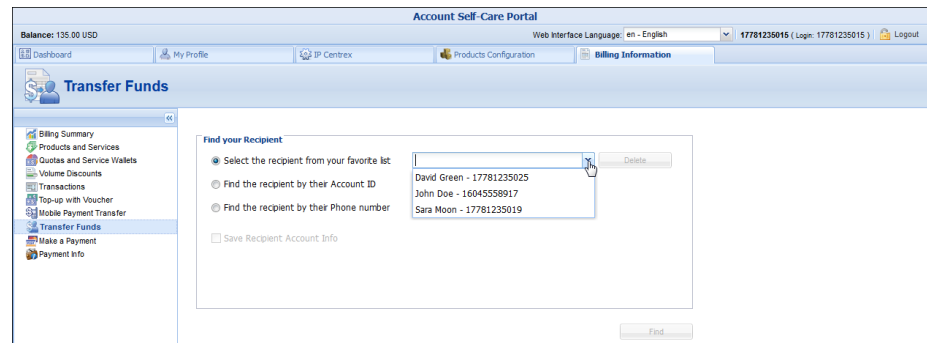 Account Self-Care Portal
Balance: 135.00 USD
Web Interface Language: en - English
17781235015 ( Login: 17781235015 )
Logout
Dashboard
My Profile
IP Centrex
Products Configuration
Billing Information
Transfer Funds
Billing Summary
Products and Services
Quotas and Service Wallets
Volume Discounts
Transactions
Top-up with Voucher
Mobile Payment Transfer
Transfer Funds
Make a Payment
Payment Info
Find your Recipient
Select the recipient from your favorite list
Delete
David Green - 17781235025
John Doe - 16045558917
Sara Moon - 17781235019
Find the recipient by their Account ID
Find the recipient by their Phone number
Save Recipient Account Info
Find